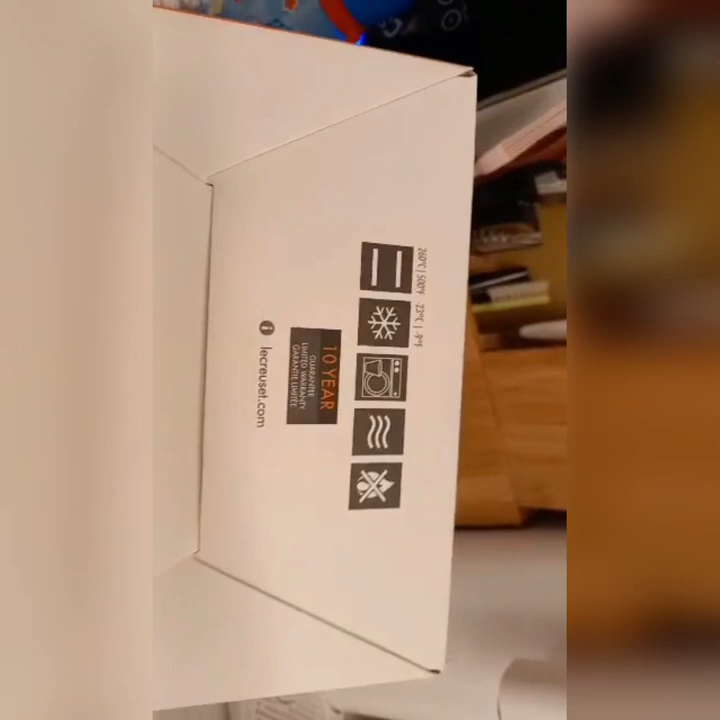 260°C | 500°F
-23°C | -9°F
10 YEAR
GUARANTEE
LIMITED WARRANTY
GARANTIE LIMITÉE
lecreuset.com